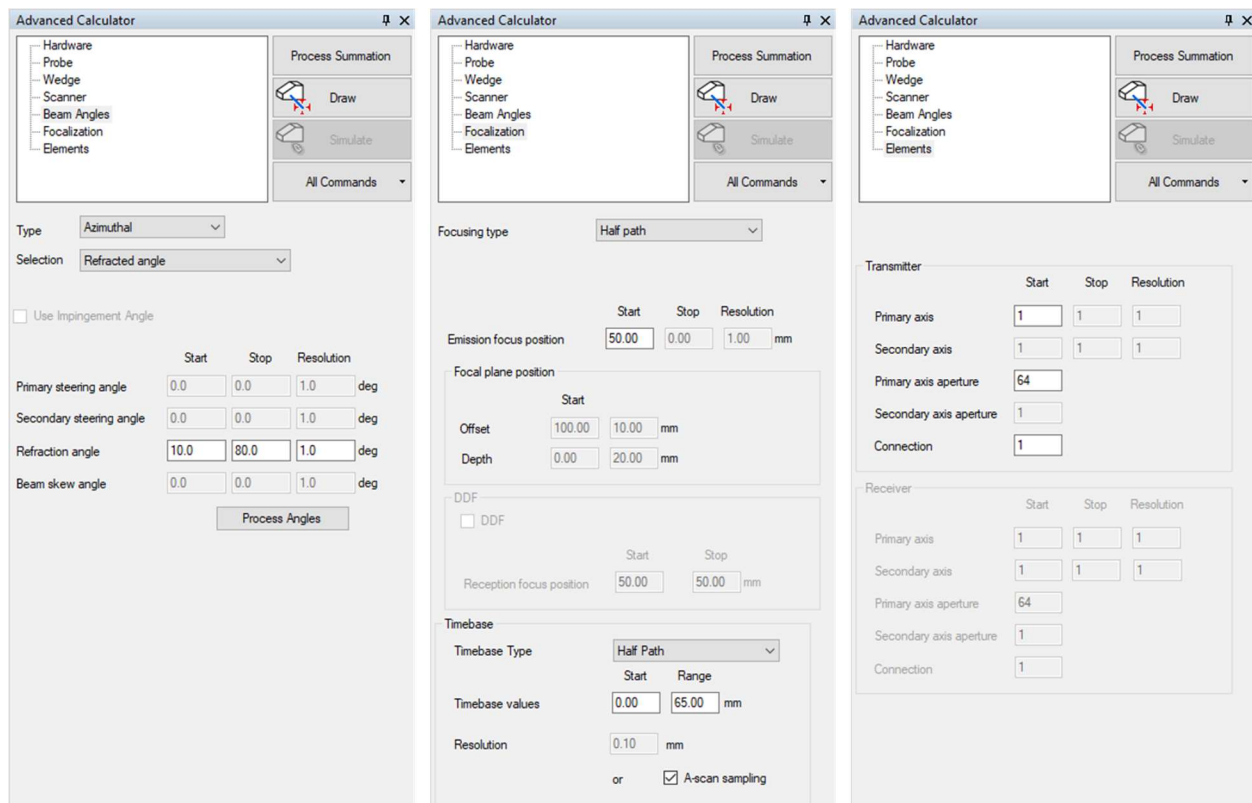 Advanced Calculator
Hardware
Probe
Wedge
Scanner
Beam Angles
Focalization
Elements
Process Summation
Draw
Simulate
All Commands
Type Azimuthal
Selection Refracted angle
Use Impingement Angle
Start Stop Resolution
Primary steering angle 0.0 0.0 1.0 deg
Secondary steering angle 0.0 0.0 1.0 deg
Refraction angle 10.0 80.0 1.0 deg
Beam skew angle 0.0 0.0 1.0 deg
Process Angles
Advanced Calculator
Hardware
Probe
Wedge
Scanner
Beam Angles
Focalization
Elements
Process Summation
Draw
Simulate
All Commands
Focusing type Half path
Start Stop Resolution
Emission focus position 50.00 0.00 1.00 mm
Focal plane position
Start
Offset 100.00 10.00 mm
Depth 0.00 20.00 mm
DDF
DDF
Start Stop
Reception focus position 50.00 50.00 mm
Timebase
Timebase Type Half Path
Start Range
Timebase values 0.00 65.00 mm
Resolution 0.10 mm
or A-scan sampling
Advanced Calculator
Hardware
Probe
Wedge
Scanner
Beam Angles
Focalization
Elements
Process Summation
Draw
Simulate
All Commands
Transmitter
Start Stop Resolution
Primary axis 1 1 1
Secondary axis 1 1 1
Primary axis aperture 64
Secondary axis aperture 1
Connection 1
Receiver
Start Stop Resolution
Primary axis 1 1 1
Secondary axis 1 1 1
Primary axis aperture 64
Secondary axis aperture 1
Connection 1